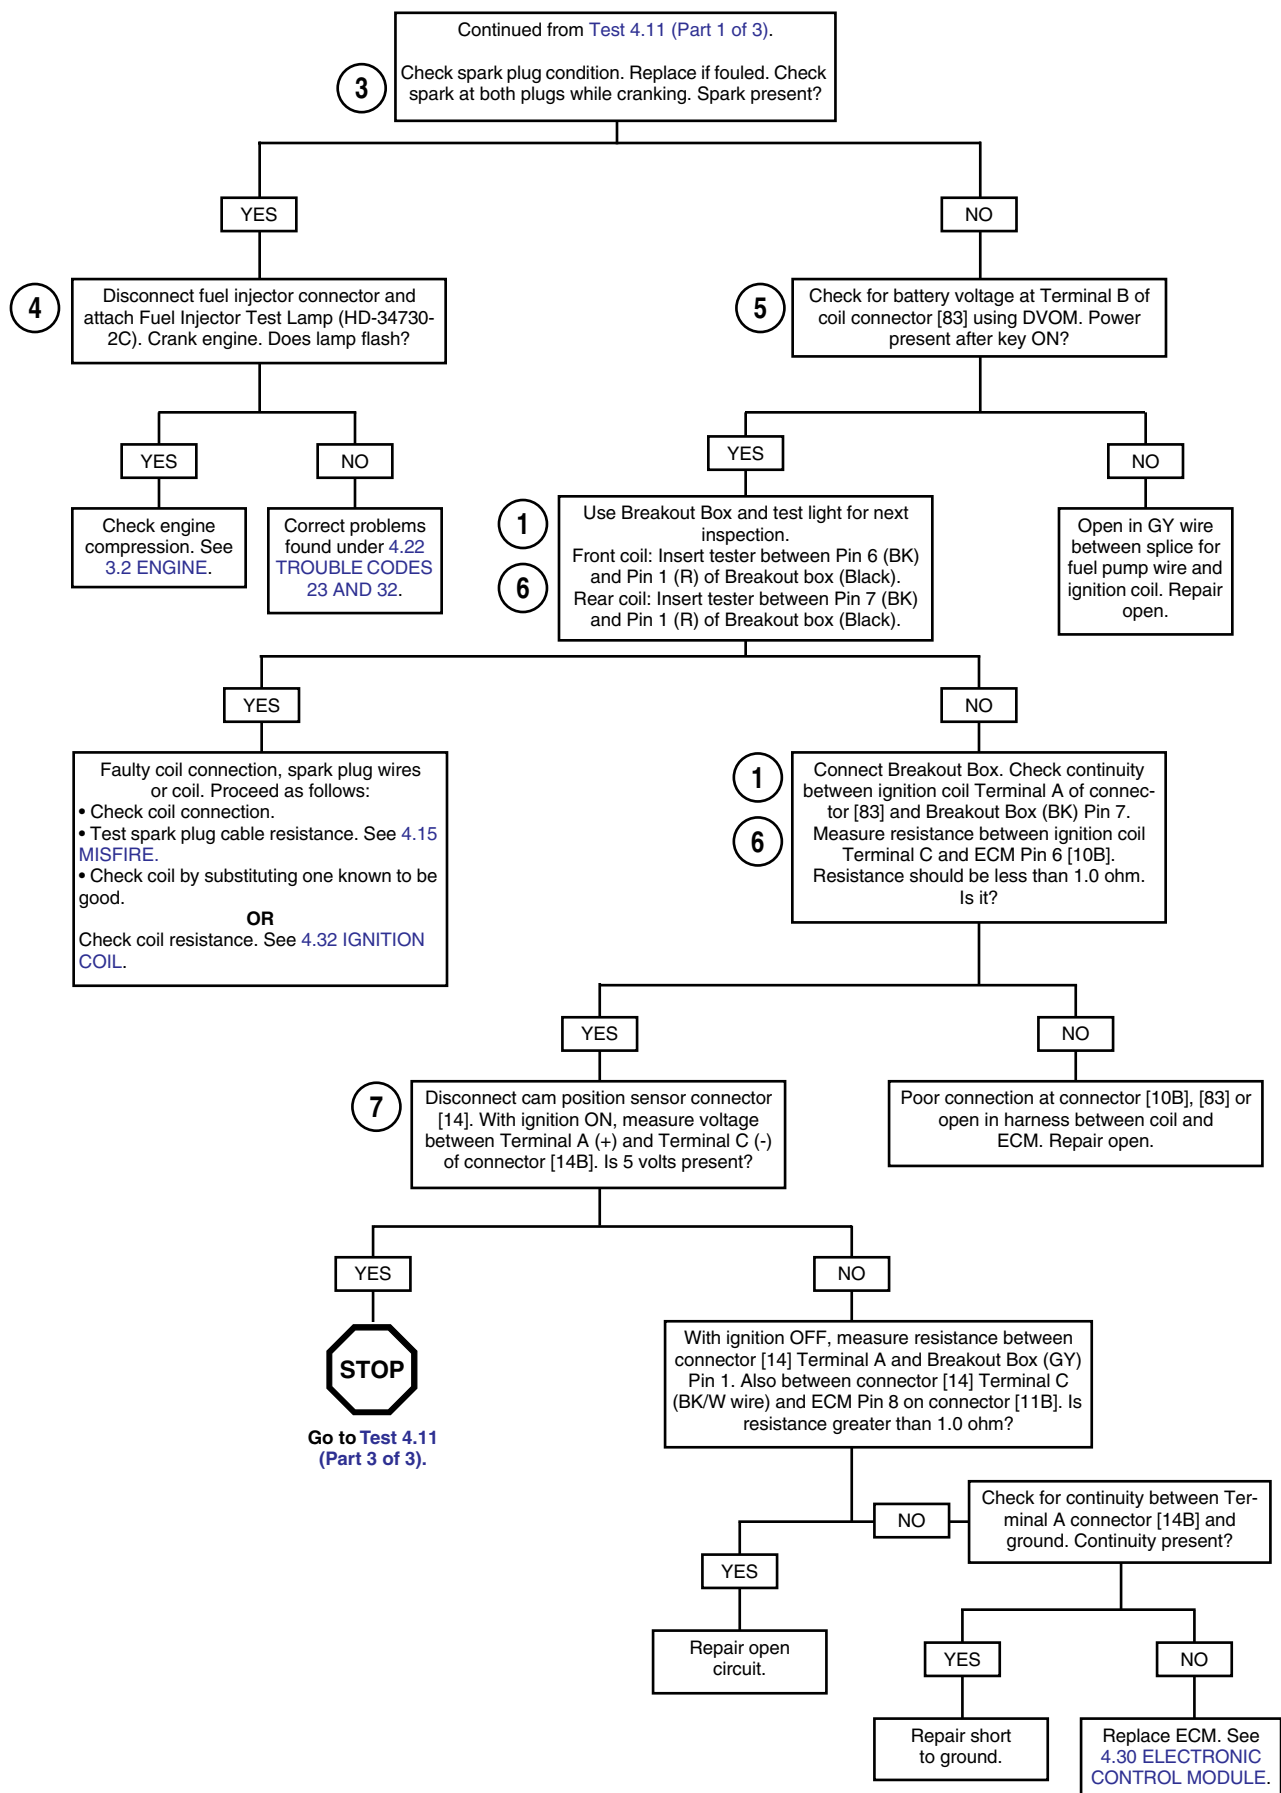 Continued from Test 4.11 (Part 1 of 3).
3
Check spark plug condition. Replace if fouled. Check
spark at both plugs while cranking. Spark present?
YES
NO
4
Disconnect fuel injector connector and
attach Fuel Injector Test Lamp (HD-34730-
2C). Crank engine. Does lamp flash?
5
Check for battery voltage at Terminal B of
coil connector [83] using DVOM. Power
present after key ON?
YES
NO
YES
NO
Check engine
compression. See
3.2 ENGINE.
Correct problems
found under 4.22
TROUBLE CODES
23 AND 32.
1
6
Use Breakout Box and test light for next
inspection.
Front coil: Insert tester between Pin 6 (BK)
and Pin 1 (R) of Breakout box (Black).
Rear coil: Insert tester between Pin 7 (BK)
and Pin 1 (R) of Breakout box (Black).
Open in GY wire
between splice for
fuel pump wire and
ignition coil. Repair
open.
YES
NO
Faulty coil connection, spark plug wires
or coil. Proceed as follows:
• Check coil connection.
• Test spark plug cable resistance. See 4.15
MISFIRE.
• Check coil by substituting one known to be
good.
OR
Check coil resistance. See 4.32 IGNITION
COIL.
1
6
Connect Breakout Box. Check continuity
between ignition coil Terminal A of connec-
tor [83] and Breakout Box (BK) Pin 7.
Measure resistance between ignition coil
Terminal C and ECM Pin 6 [10B].
Resistance should be less than 1.0 ohm.
Is it?
YES
NO
7
Disconnect cam position sensor connector
[14]. With ignition ON, measure voltage
between Terminal A (+) and Terminal C (-)
of connector [14B]. Is 5 volts present?
Poor connection at connector [10B], [83] or
open in harness between coil and
ECM. Repair open.
YES
NO
STOP
Go to Test 4.11
(Part 3 of 3).
With ignition OFF, measure resistance between
connector [14] Terminal A and Breakout Box (GY)
Pin 1. Also between connector [14] Terminal C
(BK/W wire) and ECM Pin 8 on connector [11B]. Is
resistance greater than 1.0 ohm?
NO
Check for continuity between Ter-
minal A connector [14B] and
ground. Continuity present?
YES
Repair open
circuit.
YES
NO
Repair short
to ground.
Replace ECM. See
4.30 ELECTRONIC
CONTROL MODULE.